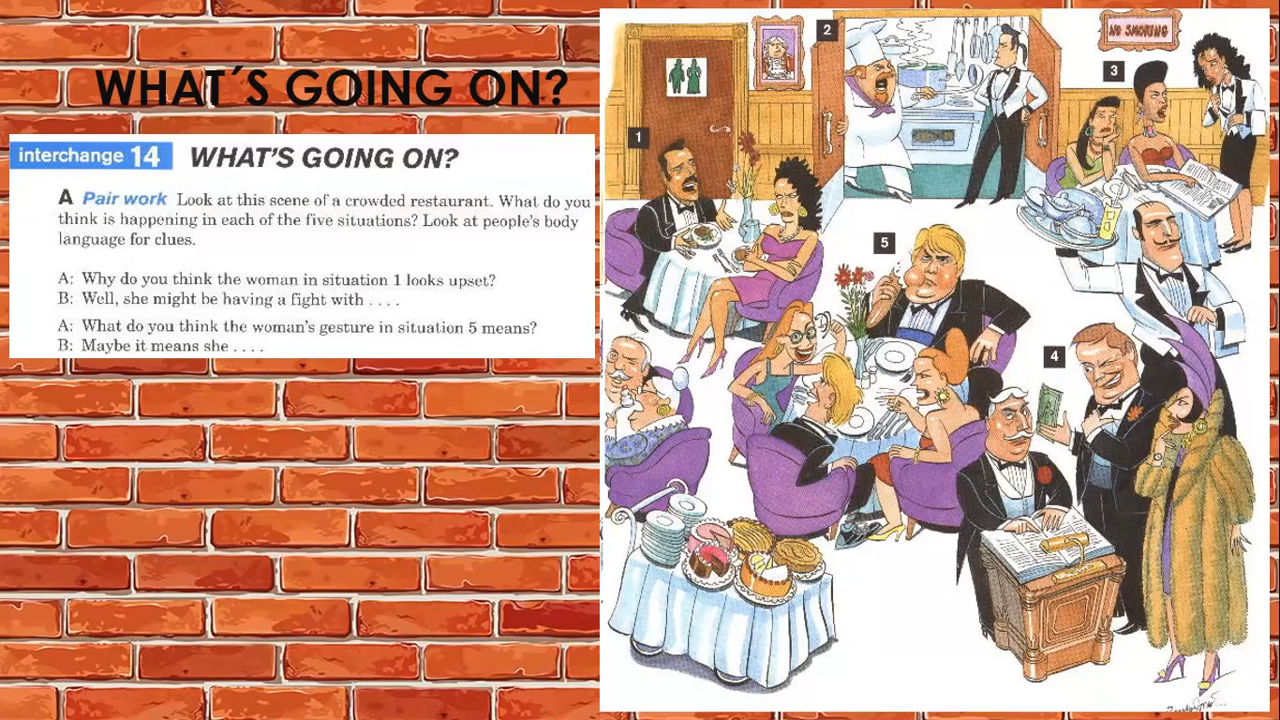 WHAT´S GOING ON?
interchange 14
WHAT'S GOING ON?
A Pair work Look at this scene of a crowded restaurant. What do you
think is happening in each of the five situations? Look at people's body
language for clues.
A: Why do you think the woman in situation 1 looks upset?
B: Well, she might be having a fight with . . . .
A: What do you think the woman's gesture in situation 5 means?
B: Maybe it means she . . . .
1
2
NO SMOKING
3
5
4